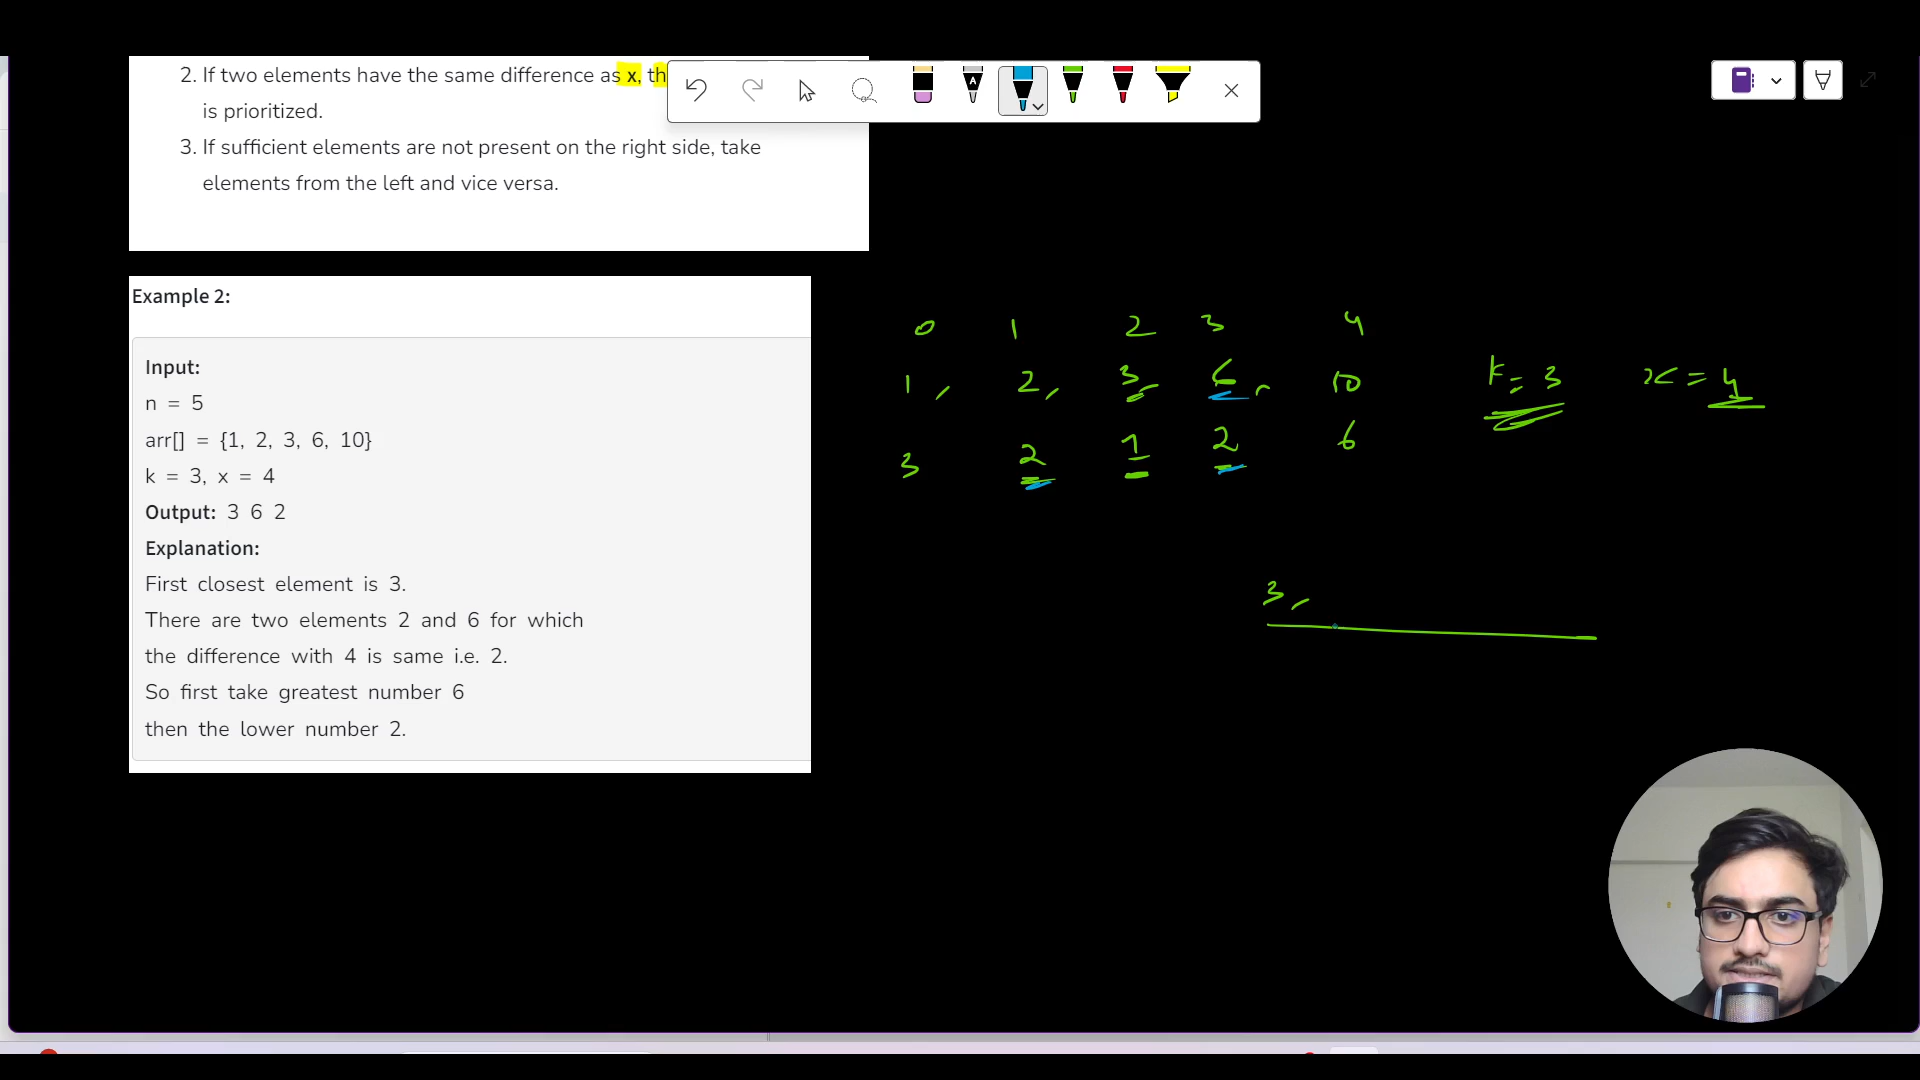 2. If two elements have the same difference as x, th
is prioritized.
3. If sufficient elements are not present on the right side, take
elements from the left and vice versa.
Example 2:
Input:
n = 5
arr[] = {1, 2, 3, 6, 10}
k = 3, x = 4
Output: 3 6 2
Explanation:
First closest element is 3.
There are two elements 2 and 6 for which
the difference with 4 is same i.e. 2.
So first take greatest number 6
then the lower number 2.
0 1 2 3 4
1, 2, 3, 6, 10 k = 3 x = 4
3 2 1 2 6
3,